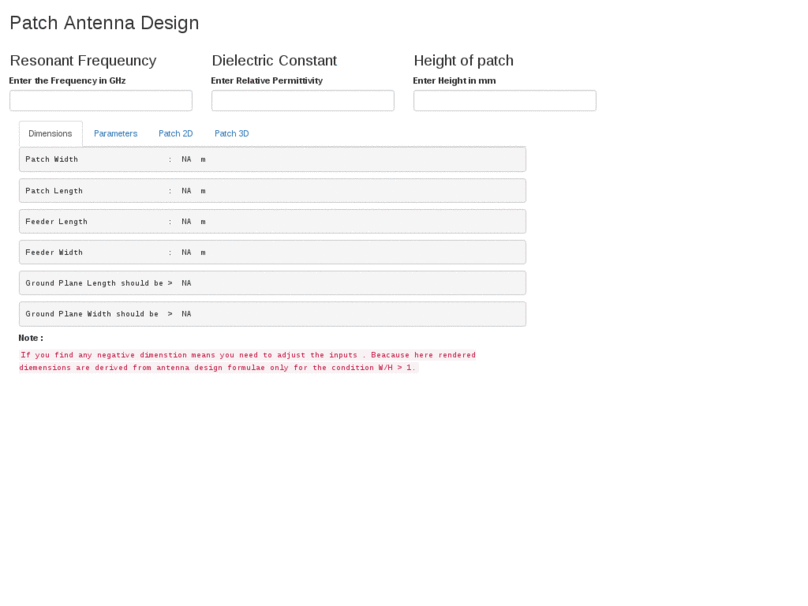 Patch Antenna Design
Resonant Frequeuncy
Dielectric Constant
Height of patch
Enter the Frequency in GHz
Enter Relative Permittivity
Enter Height in mm
Dimensions
Parameters
Patch 2D
Patch 3D
Patch Width : NA m
Patch Length : NA m
Feeder Length : NA m
Feeder Width : NA m
Ground Plane Length should be > NA
Ground Plane Width should be > NA
Note :
If you find any negative dimenstion means you need to adjust the inputs . Beacause here rendered
diemensions are derived from antenna design formulae only for the condition W/H > 1.